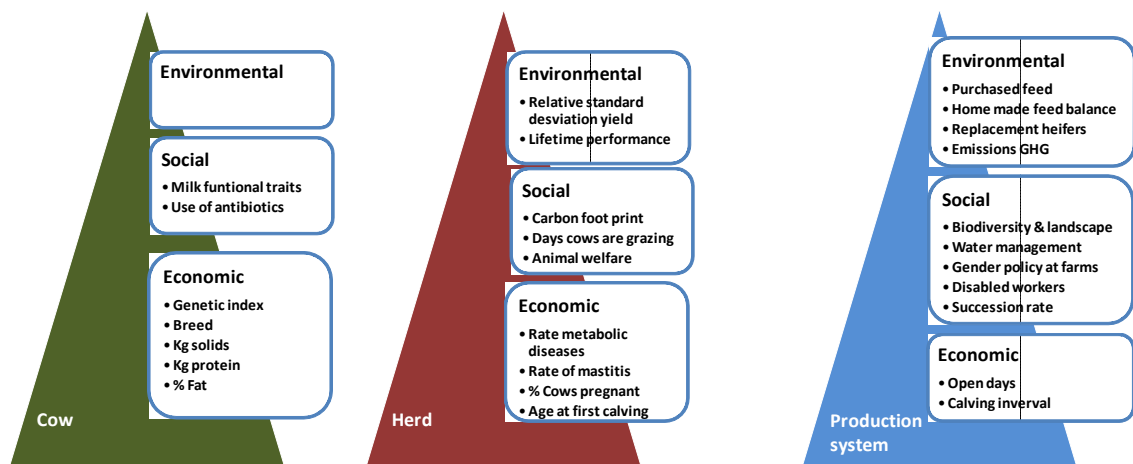 Environmental
Social
• Milk funtional traits
• Use of antibiotics
Economic
• Genetic index
• Breed
• Kg solids
• Kg protein
• % Fat
Cow
Environmental
• Relative standard
desviation yield
• Lifetime performance
Social
• Carbon foot print
• Days cows are grazing
• Animal welfare
Economic
• Rate metabolic
diseases
• Rate of mastitis
• % Cows pregnant
• Age at first calving
Herd
Environmental
• Purchased feed
• Home made feed balance
• Replacement heifers
• Emissions GHG
Social
• Biodiversity & landscape
• Water management
• Gender policy at farms
• Disabled workers
• Succession rate
Economic
• Open days
• Calving inverval
Production
system